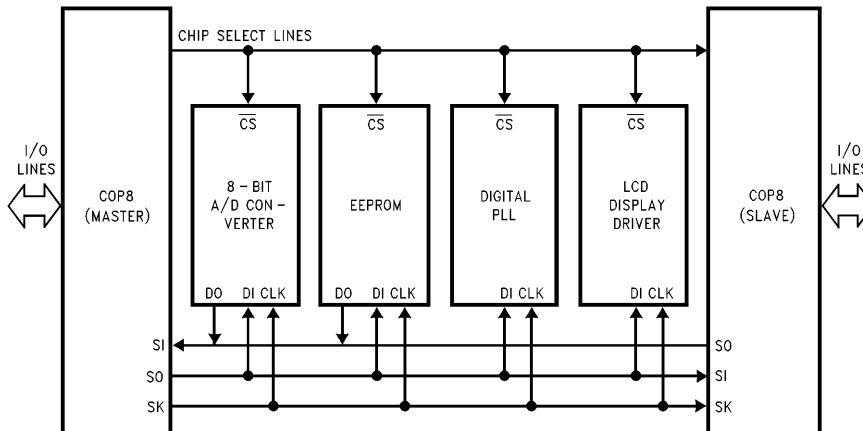 CHIP SELECT LINES
CS
CS
CS
CS
I/O
LINES
COP8
(MASTER)
8 – BIT
A/D CON –
VERTER
EEPROM
DIGITAL
PLL
LCD
DISPLAY
DRIVER
COP8
(SLAVE)
I/O
LINES
DO DI CLK
DO DI CLK
DI CLK
DI CLK
SI
SO
SO
SI
SK
SK